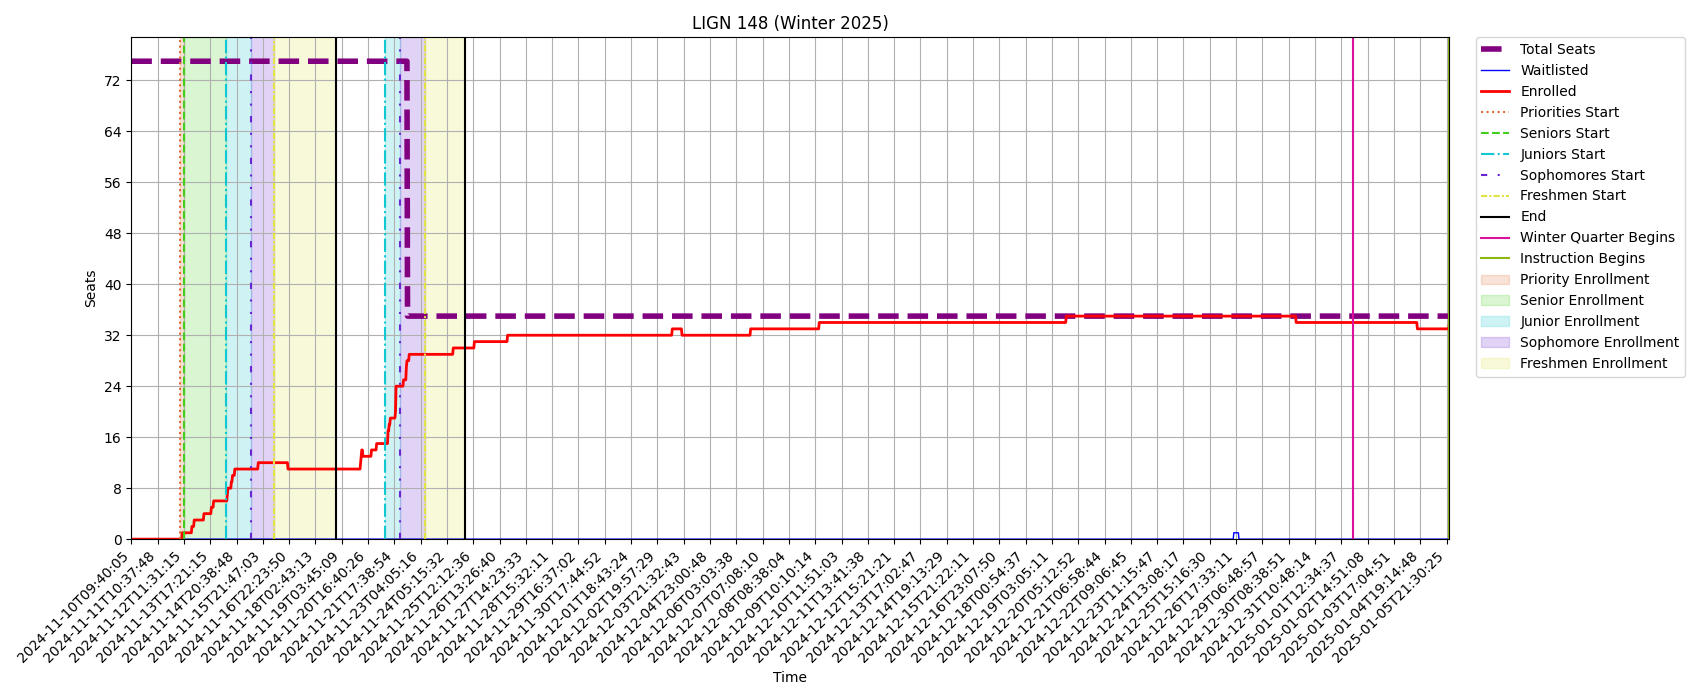 LIGN 148 (Winter 2025)
Seats
72
64
56
48
40
32
24
16
8
0
2024-11-10T09:40:05
2024-11-11T10:37:48
2024-11-12T11:31:15
2024-11-13T17:21:15
2024-11-14T20:38:48
2024-11-15T21:47:03
2024-11-16T22:23:50
2024-11-18T02:43:13
2024-11-19T03:45:09
2024-11-20T16:40:26
2024-11-21T17:38:54
2024-11-23T04:05:16
2024-11-24T05:15:32
2024-11-25T12:12:36
2024-11-26T13:26:40
2024-11-27T14:23:33
2024-11-28T15:32:11
2024-11-29T16:37:02
2024-11-30T17:44:52
2024-12-01T18:43:24
2024-12-02T19:57:29
2024-12-03T21:32:43
2024-12-04T23:00:48
2024-12-06T03:03:38
2024-12-07T07:08:10
2024-12-08T08:38:04
2024-12-09T10:10:14
2024-12-10T11:51:03
2024-12-11T13:41:38
2024-12-12T15:21:21
2024-12-13T17:02:47
2024-12-14T19:13:29
2024-12-15T21:22:11
2024-12-16T23:07:50
2024-12-18T00:54:37
2024-12-19T03:05:11
2024-12-20T05:12:52
2024-12-21T06:58:44
2024-12-22T09:06:45
2024-12-23T11:15:47
2024-12-24T13:08:17
2024-12-25T15:16:30
2024-12-26T17:33:11
2024-12-29T06:48:57
2024-12-30T08:38:51
2024-12-31T10:48:14
2025-01-01T12:34:37
2025-01-02T14:51:08
2025-01-03T17:04:51
2025-01-04T19:14:48
2025-01-05T21:30:25
Time
Total Seats
Waitlisted
Enrolled
Priorities Start
Seniors Start
Juniors Start
Sophomores Start
Freshmen Start
End
Winter Quarter Begins
Instruction Begins
Priority Enrollment
Senior Enrollment
Junior Enrollment
Sophomore Enrollment
Freshmen Enrollment